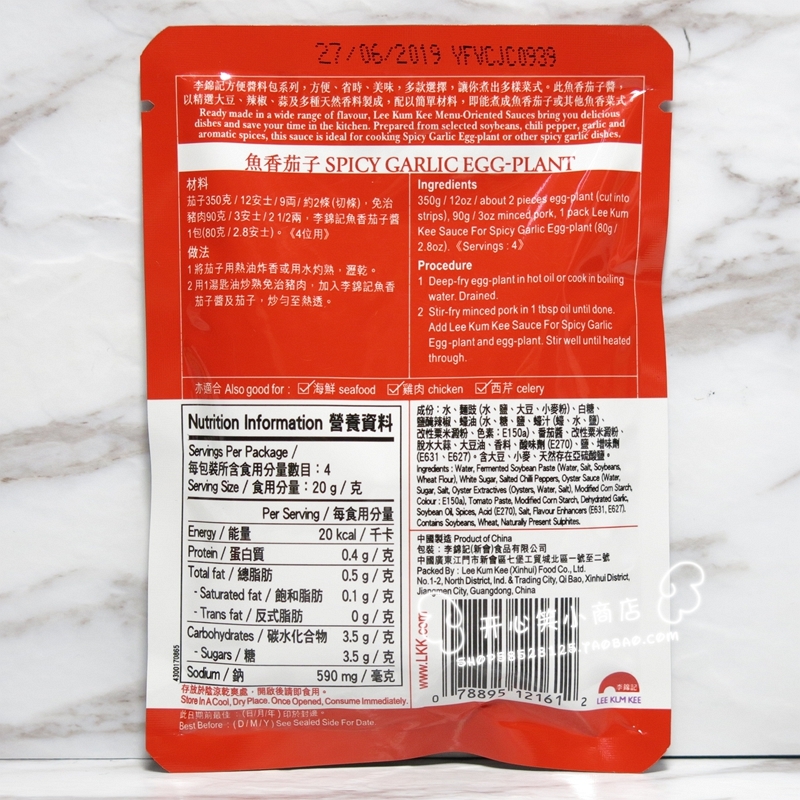 27/06/2019 YFVCJC0939
李錦記方便醬料包系列，方便、省時、美味，多款選擇，讓你煮出多樣菜式。此魚香茄子醬，
以精選大豆、辣椒、蒜及多種天然香料製成，配以簡單材料，即能煮成魚香茄子或其他魚香菜式
Ready made in a wide range of flavour, Lee Kum Kee Menu-Oriented Sauces bring you delicious
dishes and save your time in the kitchen. Prepared from selected soybeans, chili pepper, garlic and
aromatic spices, this sauce is ideal for cooking Spicy Garlic Egg-plant or other spicy garlic dishes.
魚香茄子 SPICY GARLIC EGG-PLANT
材料
茄子350克/12安士/9両/約2條(切條)，免治
豬肉90克/3安士/2 1/2兩，李錦記魚香茄子醬
1包(80克/2.8安士)。《4位用》
做法
1 將茄子用熱油炸香或用水灼熟，瀝乾。
2 用1湯匙油炒熟免治豬肉，加入李錦記魚香
茄子醬及茄子，炒勻至熱透。
Ingredients
350g / 12oz / about 2 pieces egg-plant (cut into
strips), 90g / 3oz minced pork, 1 pack Lee Kum
Kee Sauce For Spicy Garlic Egg-plant (80g /
2.8oz).《Servings : 4》
Procedure
1 Deep-fry egg-plant in hot oil or cook in boiling
water. Drained.
2 Stir-fry minced pork in 1 tbsp oil until done.
Add Lee Kum Kee Sauce For Spicy Garlic
Egg-plant and egg-plant. Stir well until heated
through.
亦適合 Also good for : 海鮮 seafood 雞肉 chicken 西芹 celery
Nutrition Information 營養資料
Servings Per Package /
每包裝所含食用分量數目：4
Serving Size / 食用分量：20 g / 克
Per Serving / 每食用分量
Energy / 能量 20 kcal / 千卡
Protein / 蛋白質 0.4 g / 克
Total fat / 總脂肪 0.5 g / 克
- Saturated fat / 飽和脂肪 0.1 g / 克
- Trans fat / 反式脂肪 0 g / 克
Carbohydrates / 碳水化合物 3.5 g / 克
- Sugars / 糖 3.5 g / 克
Sodium / 鈉 590 mg / 毫克
4300170865
存放於陰涼乾爽處，開啟後請即食用。
Store In A Cool, Dry Place. Once Opened, Consume Immediately.
此日期前最佳：(日/月/年) 印於封邊。
Best Before : (D/M/Y) See Sealed Side For Date.
成份：水、麵豉(水、鹽、大豆、小麥粉)、白糖、
鹽醃辣椒、蠔油(水、糖、鹽、蠔汁(蠔、水、鹽)、
改性粟米澱粉、色素：E150a)、番茄醬、改性粟米澱粉、
脫水大蒜、大豆油、香料、酸味劑(E270)、鹽、增味劑
(E631、E627)。含大豆、小麥、天然存在亞硫酸鹽。
Ingredients : Water, Fermented Soybean Paste (Water, Salt, Soybeans,
Wheat Flour), White Sugar, Salted Chili Peppers, Oyster Sauce (Water,
Sugar, Salt, Oyster Extractives (Oysters, Water, Salt), Modified Corn Starch,
Colour : E150a), Tomato Paste, Modified Corn Starch, Dehydrated Garlic,
Soybean Oil, Spices, Acid (E270), Salt, Flavour Enhancers (E631, E627).
Contains Soybeans, Wheat, Naturally Present Sulphites.
中國製造 Product of China
包裝：李錦記(新會)食品有限公司
中國廣東江門市新會區七堡工貿城北區一號至二號
Packed By : Lee Kum Kee (Xinhui) Food Co., Ltd.
No.1-2, North District, Ind. & Trading City, Qi Bao, Xinhui District,
Jiangmen City, Guangdong, China
www.LKK.com
开心笑小商店
SHOP58528125.TAOBAO.COM
0 78895 12161 2
李錦記
LEE KUM KEE